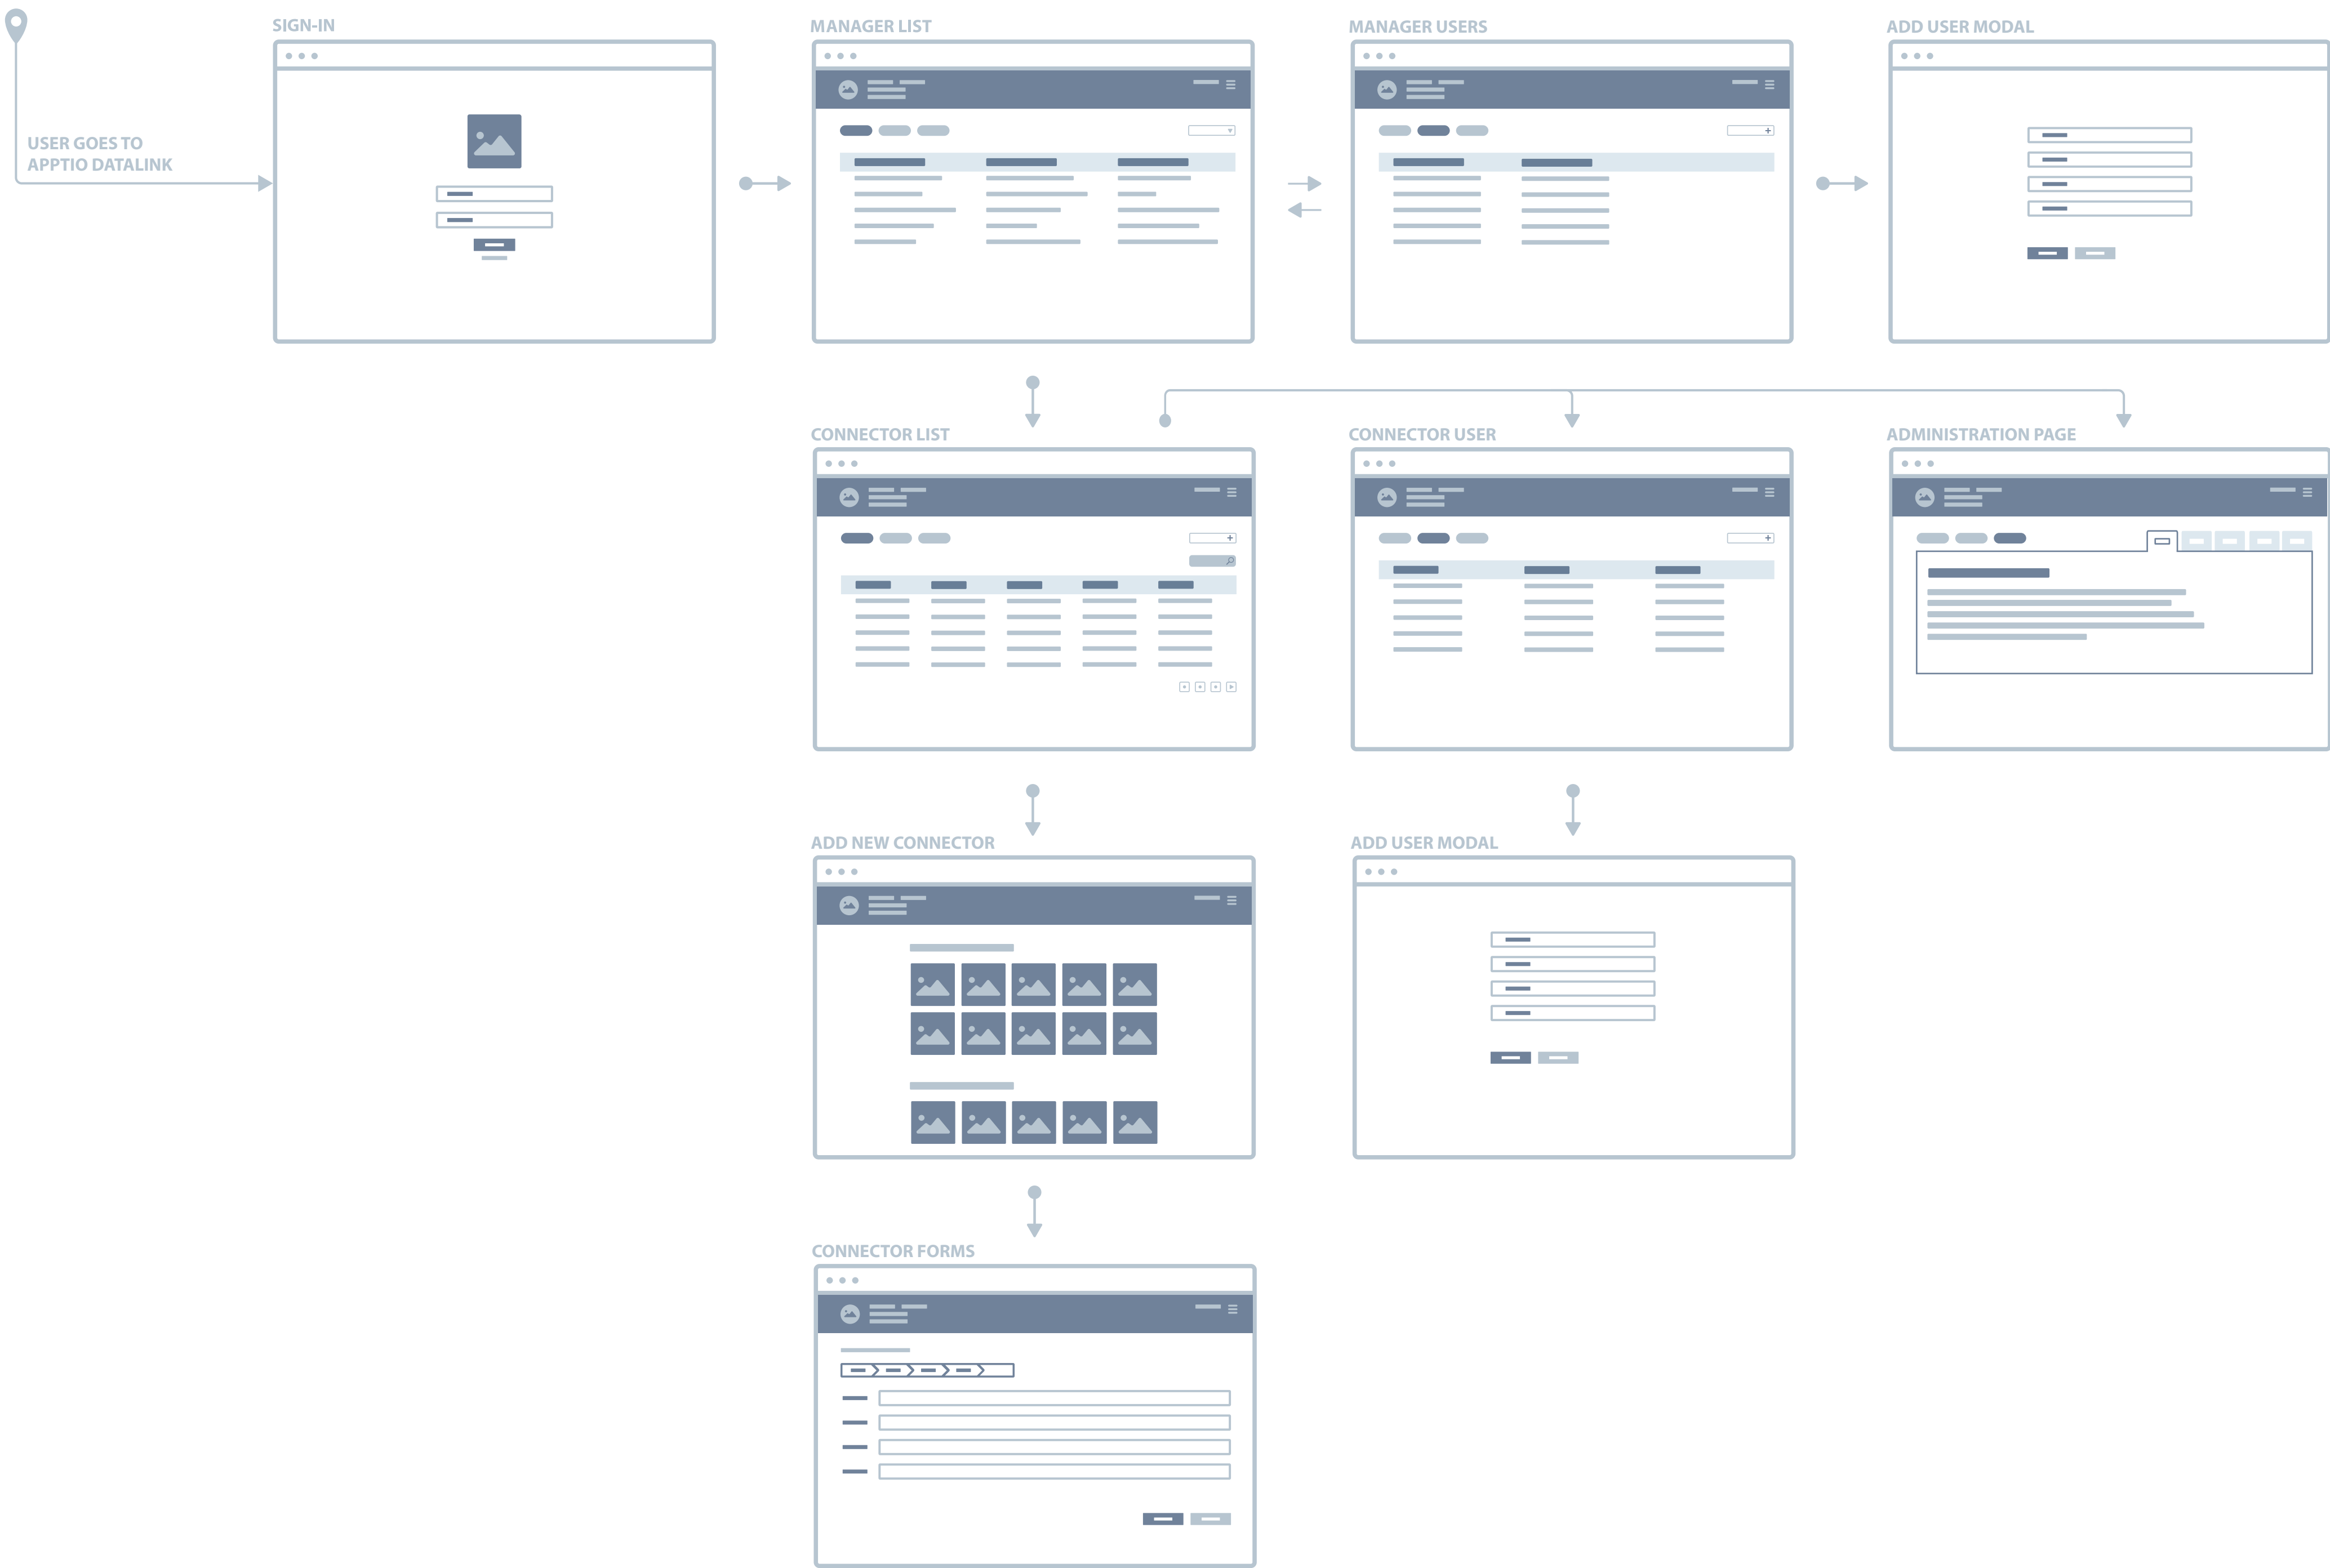 SIGN-IN
MANAGER LIST
MANAGER USERS
ADD USER MODAL
USER GOES TO
APPTIO DATALINK
CONNECTOR LIST
CONNECTOR USER
ADMINISTRATION PAGE
ADD NEW CONNECTOR
ADD USER MODAL
CONNECTOR FORMS